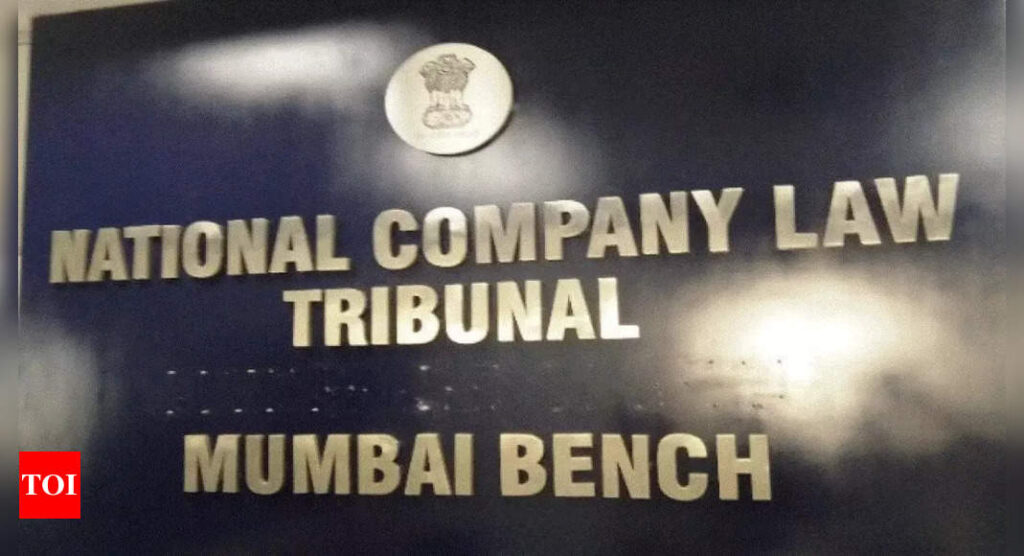 NATIONAL COMPANY LAW
TRIBUNAL
MUMBAI BENCH
TOI